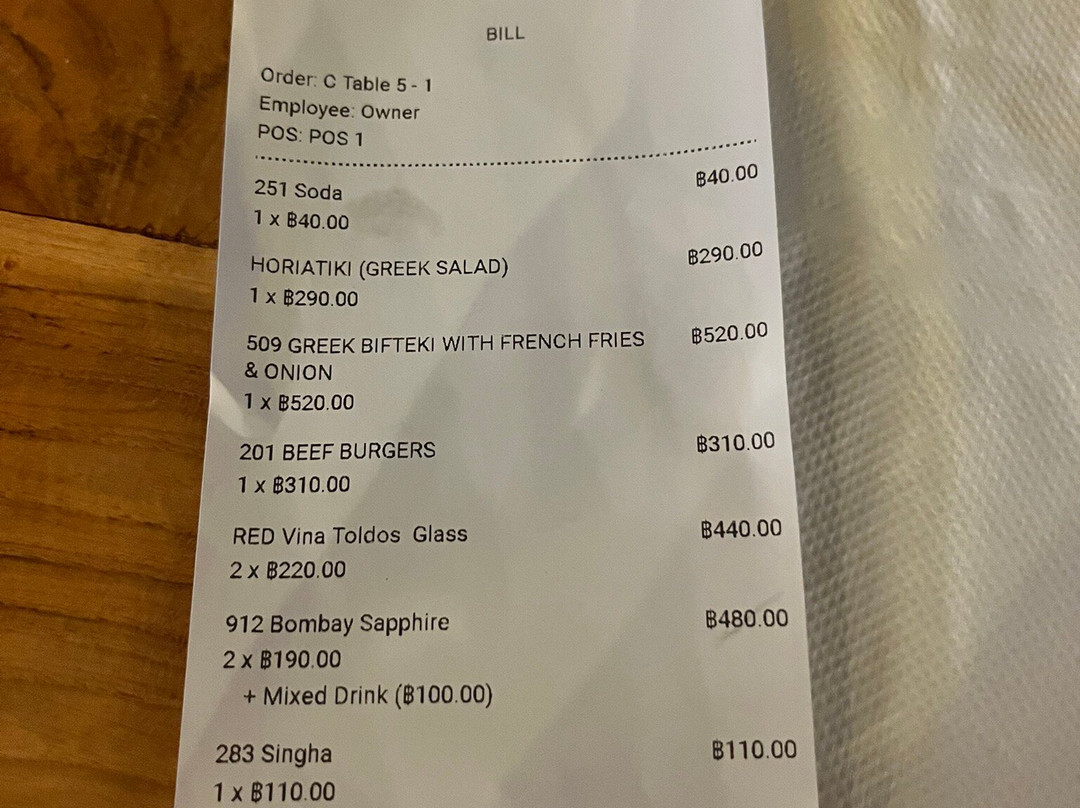 BILL
Order: C Table 5 - 1
Employee: Owner
POS: POS 1
251 Soda ฿40.00
1 x ฿40.00
HORIATIKI (GREEK SALAD) ฿290.00
1 x ฿290.00
509 GREEK BIFTEKI WITH FRENCH FRIES ฿520.00
& ONION
1 x ฿520.00
201 BEEF BURGERS ฿310.00
1 x ฿310.00
RED Vina Toldos Glass ฿440.00
2 x ฿220.00
912 Bombay Sapphire ฿480.00
2 x ฿190.00
+ Mixed Drink (฿100.00)
283 Singha ฿110.00
1 x ฿110.00